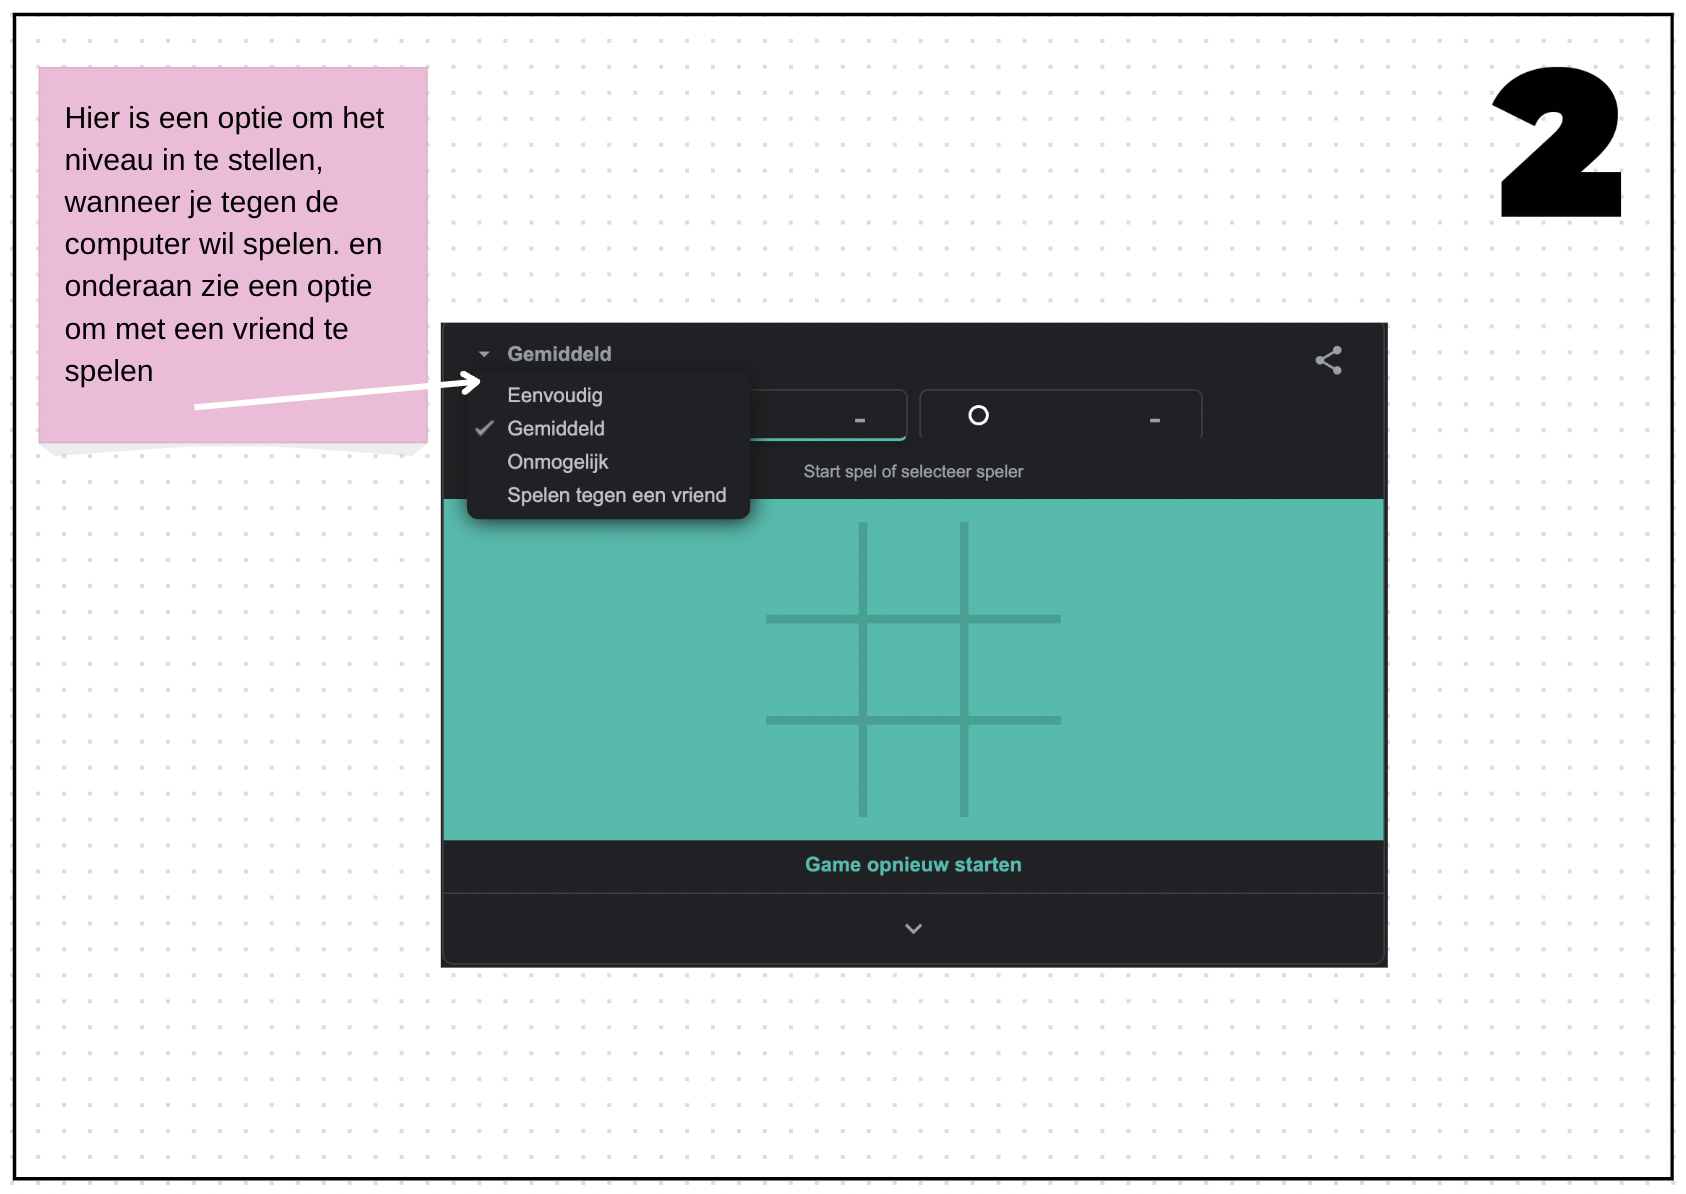 Hier is een optie om het
niveau in te stellen,
wanneer je tegen de
computer wil spelen. en
onderaan zie een optie
om met een vriend te
spelen
2
Gemiddeld
Eenvoudig
Gemiddeld
Onmogelijk
Spelen tegen een vriend
- -
Start spel of selecteer speler
Game opnieuw starten